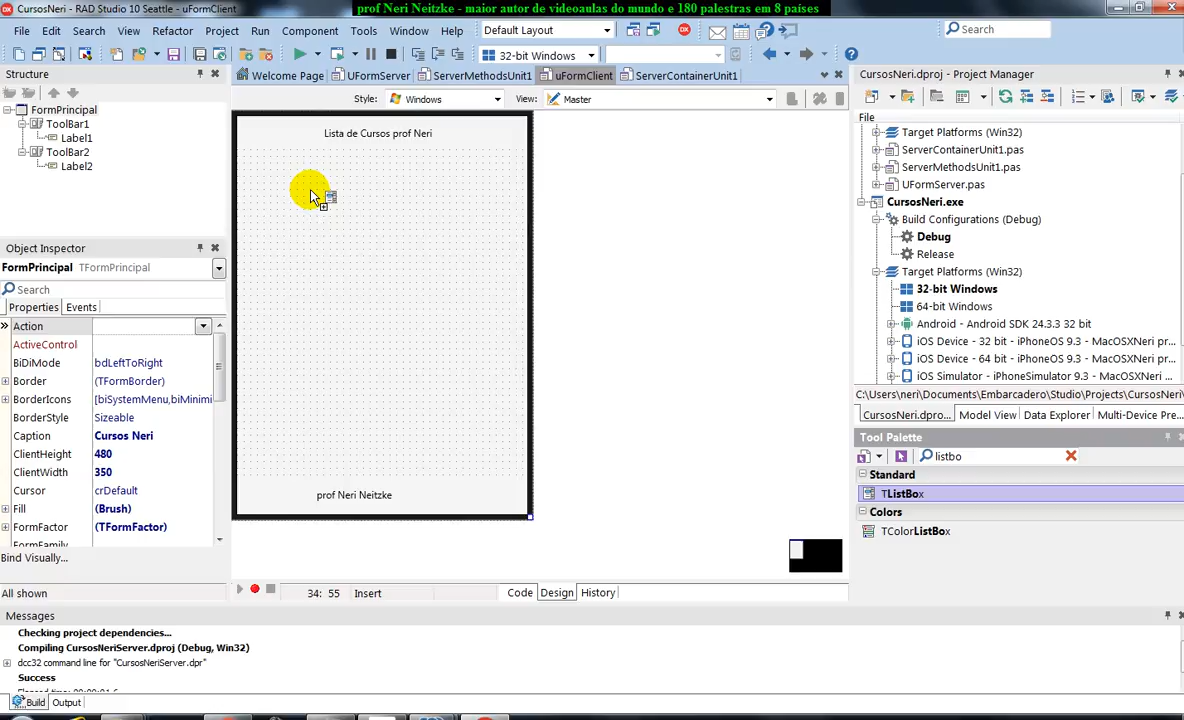 CursosNeri - RAD Studio 10 Seattle - uFormClient
prof Neri Neitzke - maior autor de videoaulas do mundo e 180 palestras em 8 países
File Edit Search View Refactor Project Run Component Tools Window Help
Default Layout
Search
32-bit Windows
Structure
FormPrincipal
ToolBar1
Label1
ToolBar2
Label2
Welcome Page UFormServer ServerMethodsUnit1 uFormClient ServerContainerUnit1
Style: Windows View: Master
Lista de Cursos prof Neri
prof Neri Neitzke
Object Inspector
FormPrincipal TFormPrincipal
Search
Properties Events
Action
ActiveControl
BiDiMode bdLeftToRight
Border (TFormBorder)
BorderIcons [biSystemMenu,biMinimi
BorderStyle Sizeable
Caption Cursos Neri
ClientHeight 480
ClientWidth 350
Cursor crDefault
Fill (Brush)
FormFactor (TFormFactor)
Bind Visually...
All shown
34: 55 Insert
Code Design History
CursosNeri.dproj - Project Manager
File
Target Platforms (Win32)
ServerContainerUnit1.pas
ServerMethodsUnit1.pas
UFormServer.pas
CursosNeri.exe
Build Configurations (Debug)
Debug
Release
Target Platforms (Win32)
32-bit Windows
64-bit Windows
Android - Android SDK 24.3.3 32 bit
iOS Device - 32 bit - iPhoneOS 9.3 - MacOSXNeri pr...
iOS Device - 64 bit - iPhoneOS 9.3 - MacOSXNeri pr...
iOS Simulator - iPhoneSimulator 9.3 - MacOSXNeri ...
C:\Users\neri\Documents\Embarcadero\Studio\Projects\CursosNeri\
CursosNeri.dpro... Model View Data Explorer Multi-Device Pre...
Tool Palette
listbo
Standard
TListBox
Colors
TColorListBox
Messages
Checking project dependencies...
Compiling CursosNeriServer.dproj (Debug, Win32)
dcc32 command line for "CursosNeriServer.dpr"
Success
Build Output